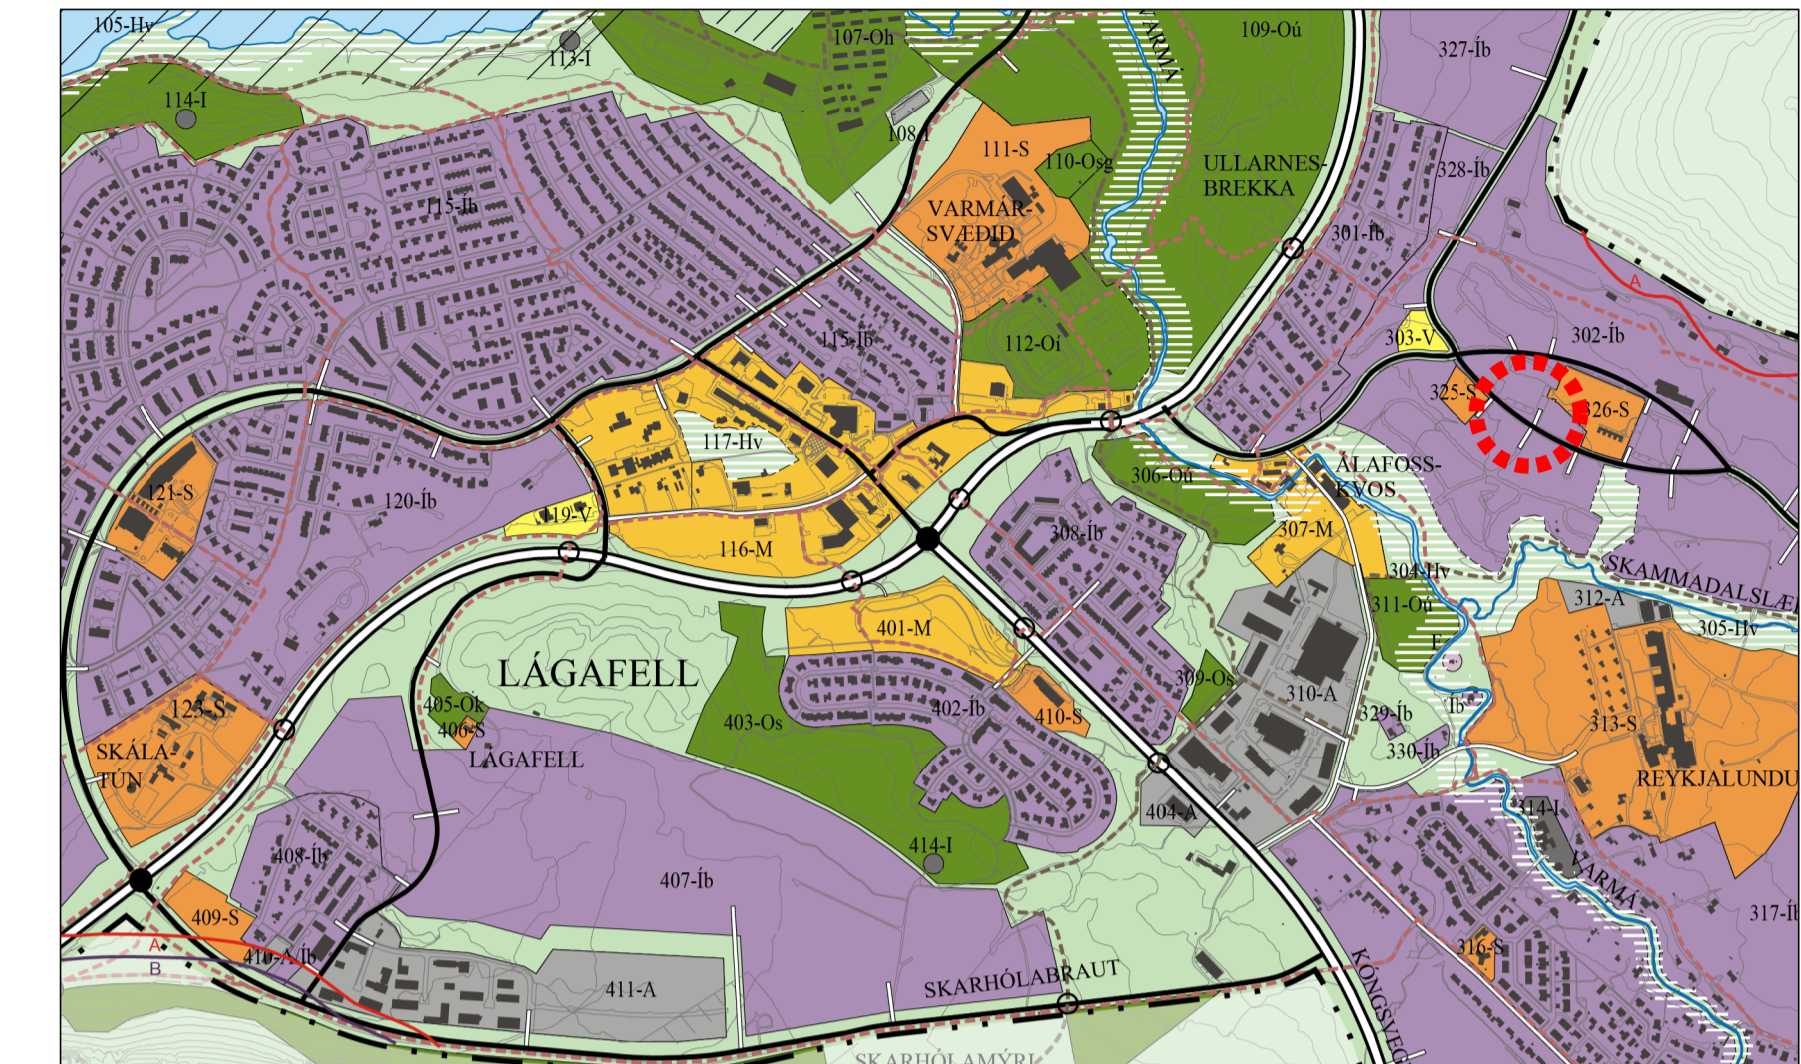 105-Hv
113-I
107-Oh
109-Oú
327-Íb
114-I
VARMÁ
108-I
111-S
110-Osg
ULLARNES-
BREKKA
328-Íb
115-Íb
VARMÁR-
SVÆÐIÐ
301-Íb
A
115-Íb
112-Oí
303-V
302-Íb
325-S
326-S
117-Hv
306-Oú
ÁLAFOSS-
KVOS
121-S
120-Íb
119-V
116-M
308-Íb
307-M
304-Hv
SKAMMADALSLÆ
311-Oú
312-A
305-Hv
401-M
F
LÁGAFELL
309-Os
310-A
Íb
405-Ok
406-S
403-Os
402-Íb
410-S
329-Íb
330-Íb
313-S
123-S
SKÁLA-
TÚN
LÁGAFELL
REYKJALUNDU
404-A
314-I
408-Íb
414-I
407-Íb
VARMÁ
317-Íb
409-S
A
B
410-A/Íb
316-S
411-A
SKARHÓLABRAUT
KÓNGSVEG
SKARHÓLAMÝRI